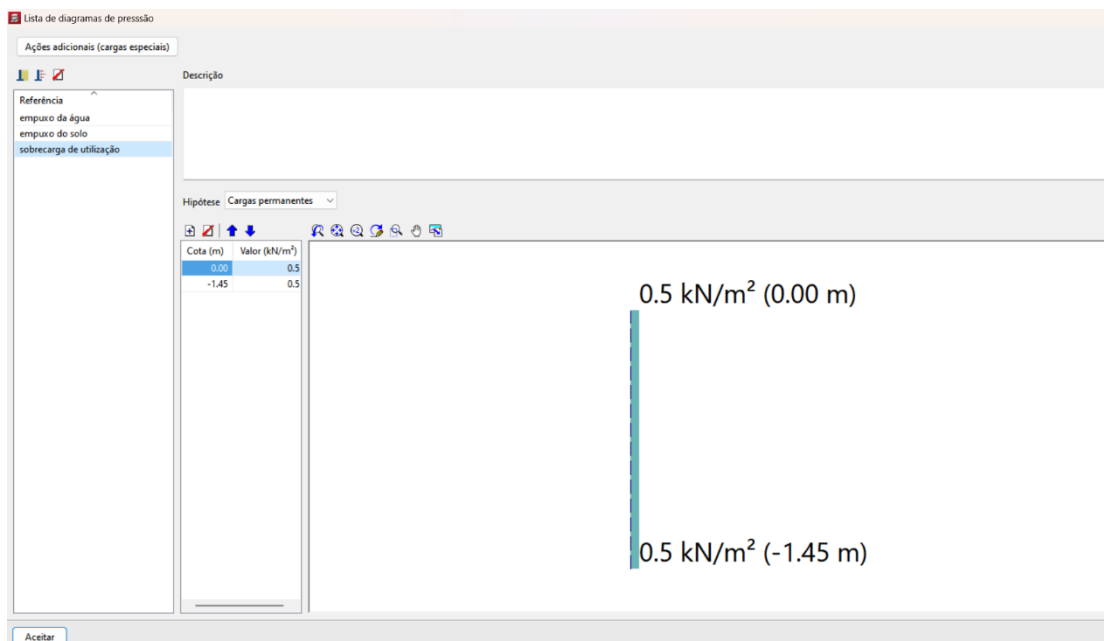 Lista de diagramas de presssão
Ações adicionais (cargas especiais)
Descrição
Referência
empuxo da água
empuxo do solo
sobrecarga de utilização
Hipótese Cargas permanentes
Cota (m) Valor (kN/m²)
0.00 0.5
-1.45 0.5
0.5 kN/m² (0.00 m)
0.5 kN/m² (-1.45 m)
Aceitar